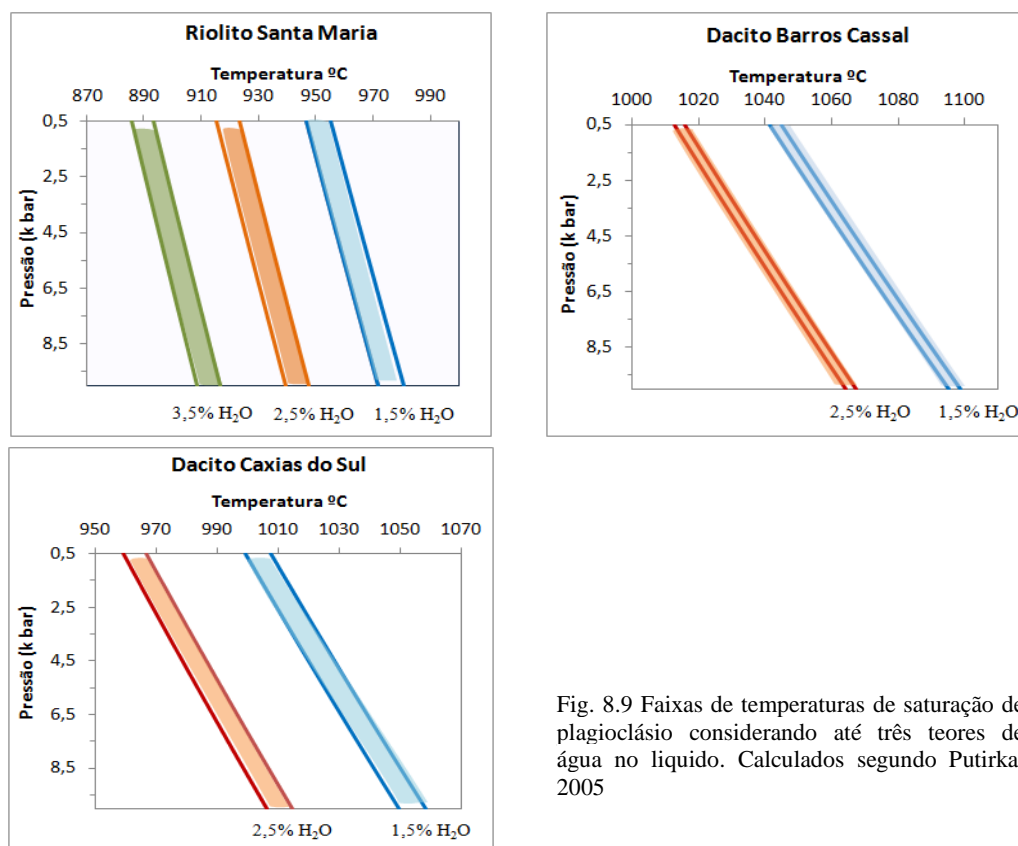 Riolito Santa Maria
Temperatura ºC
870 890 910 930 950 970 990
0,5
2,5
4,5
6,5
8,5
Pressão (k bar)
3,5% H₂O 2,5% H₂O 1,5% H₂O
Dacito Barros Cassal
Temperatura ºC
1000 1020 1040 1060 1080 1100
0,5
2,5
4,5
6,5
8,5
Pressão (k bar)
2,5% H₂O 1,5% H₂O
Dacito Caxias do Sul
Temperatura ºC
950 970 990 1010 1030 1050 1070
0,5
2,5
4,5
6,5
8,5
Pressão (k bar)
2,5% H₂O 1,5% H₂O
Fig. 8.9 Faixas de temperaturas de saturação de
plagioclásio considerando até três teores de
água no liquido. Calculados segundo Putirka
2005